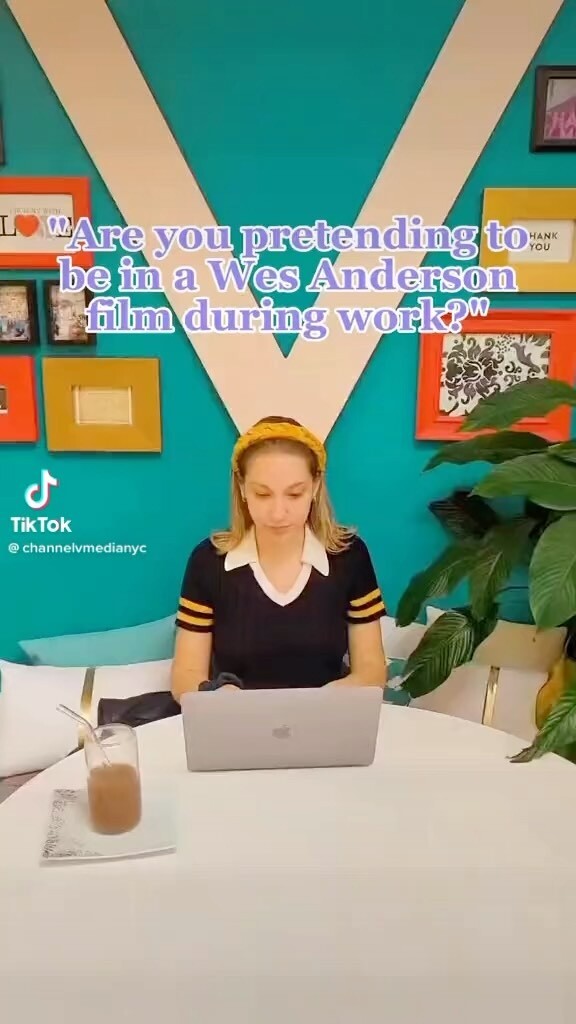 "Are you pretending to
be in a Wes Anderson
film during work?"
THANK
YOU
TikTok
@ channelvmedianyc